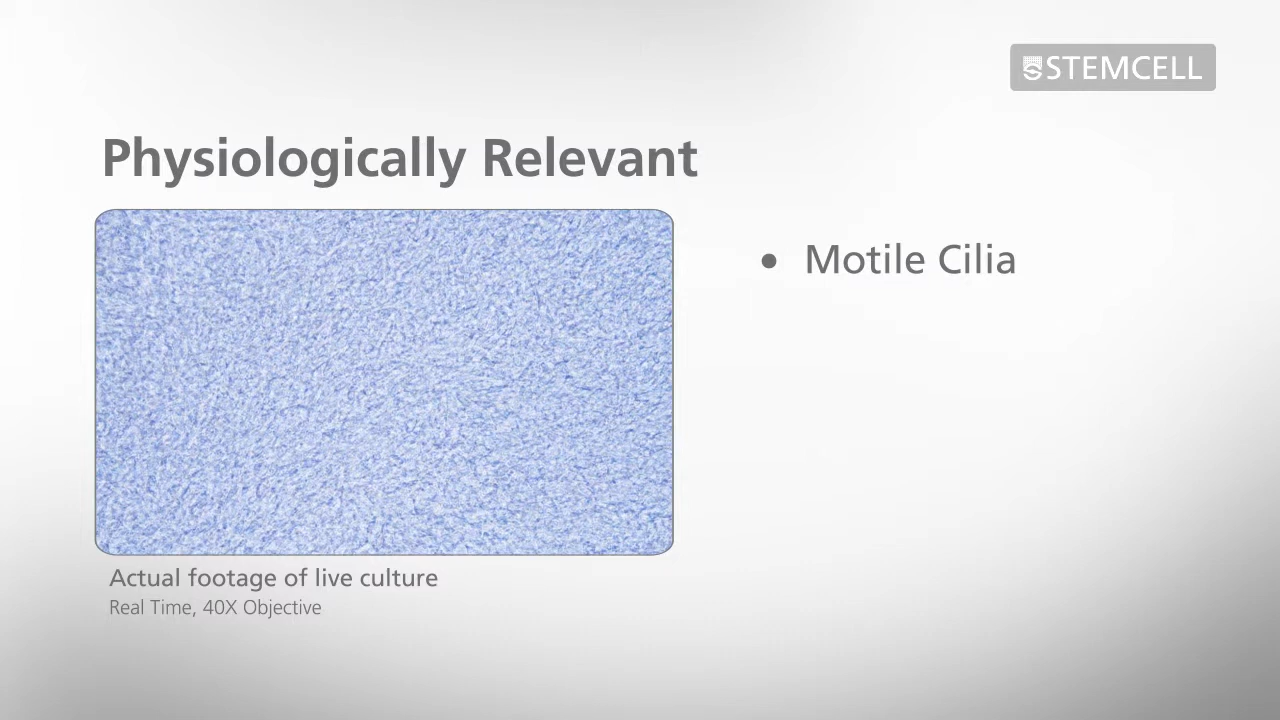 STEMCELL
Physiologically Relevant
• Motile Cilia
Actual footage of live culture
Real Time, 40X Objective